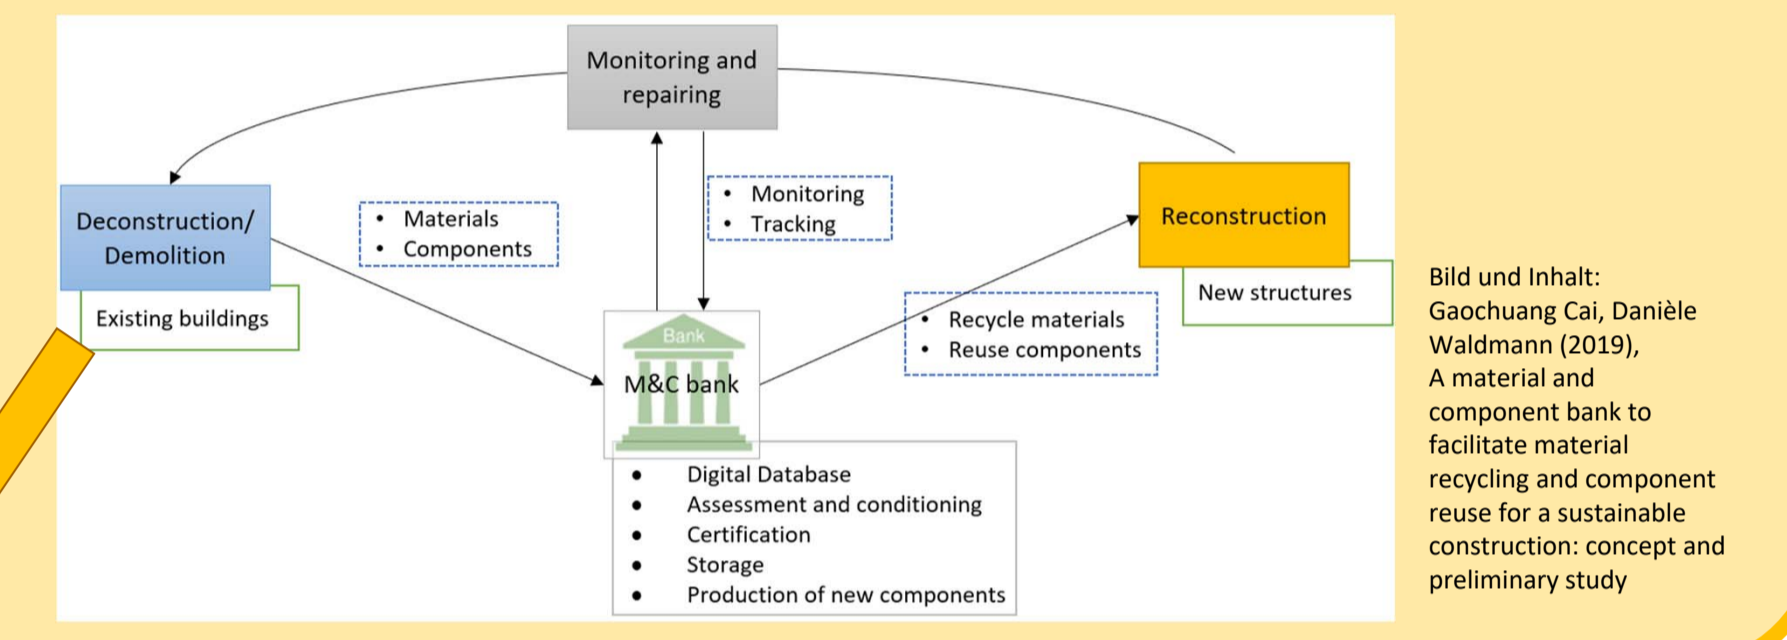 Monitoring and
repairing
Deconstruction/
Demolition
Existing buildings
• Materials
• Components
• Monitoring
• Tracking
Reconstruction
New structures
• Recycle materials
• Reuse components
Bank
M&C bank
• Digital Database
• Assessment and conditioning
• Certification
• Storage
• Production of new components
Bild und Inhalt:
Gaochuang Cai, Danièle
Waldmann (2019),
A material and
component bank to
facilitate material
recycling and component
reuse for a sustainable
construction: concept and
preliminary study